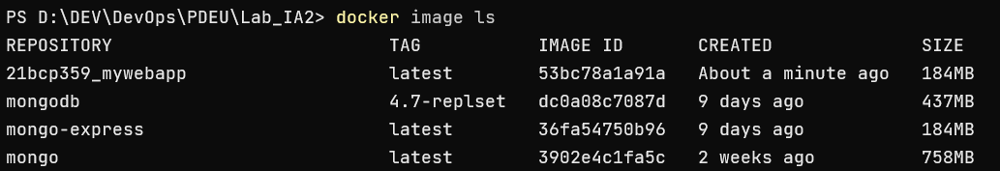 PS D:\DEV\DevOps\PDEU\Lab_IA2> docker image ls
REPOSITORY TAG IMAGE ID CREATED SIZE
21bcp359_mywebapp latest 53bc78a1a91a About a minute ago 184MB
mongodb 4.7-replset dc0a08c7087d 9 days ago 437MB
mongo-express latest 36fa54750b96 9 days ago 184MB
mongo latest 3902e4c1fa5c 2 weeks ago 758MB